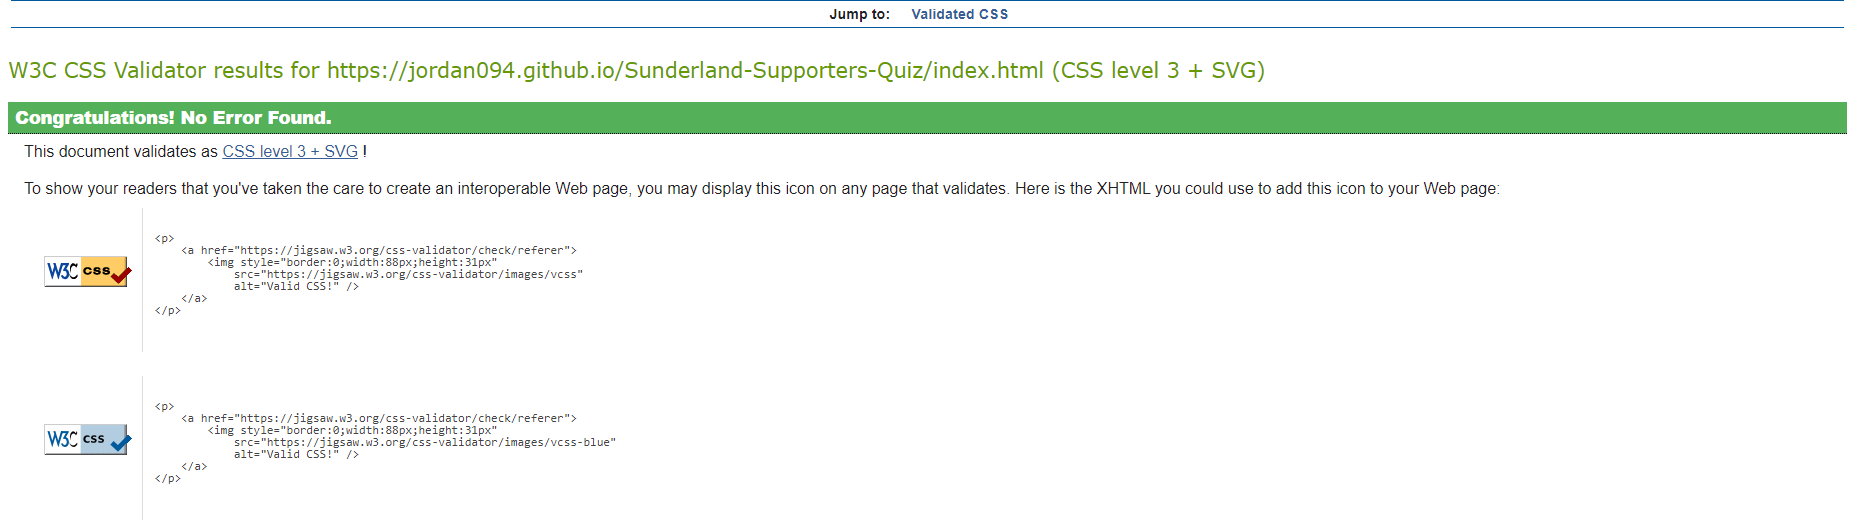 Jump to: Validated CSS
W3C CSS Validator results for https://jordan094.github.io/Sunderland-Supporters-Quiz/index.html (CSS level 3 + SVG)
Congratulations! No Error Found.
This document validates as CSS level 3 + SVG !
To show your readers that you've taken the care to create an interoperable Web page, you may display this icon on any page that validates. Here is the XHTML you could use to add this icon to your Web page:
W3C css
<p>
<a href="https://jigsaw.w3.org/css-validator/check/referer">
<img style="border:0;width:88px;height:31px"
src="https://jigsaw.w3.org/css-validator/images/vcss"
alt="Valid CSS!" />
</a>
</p>
W3C css
<p>
<a href="https://jigsaw.w3.org/css-validator/check/referer">
<img style="border:0;width:88px;height:31px"
src="https://jigsaw.w3.org/css-validator/images/vcss-blue"
alt="Valid CSS!" />
</a>
</p>